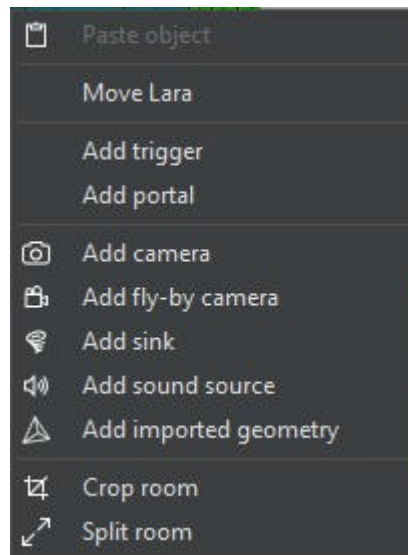 Paste object
Move Lara
Add trigger
Add portal
Add camera
Add fly-by camera
Add sink
Add sound source
Add imported geometry
Crop room
Split room